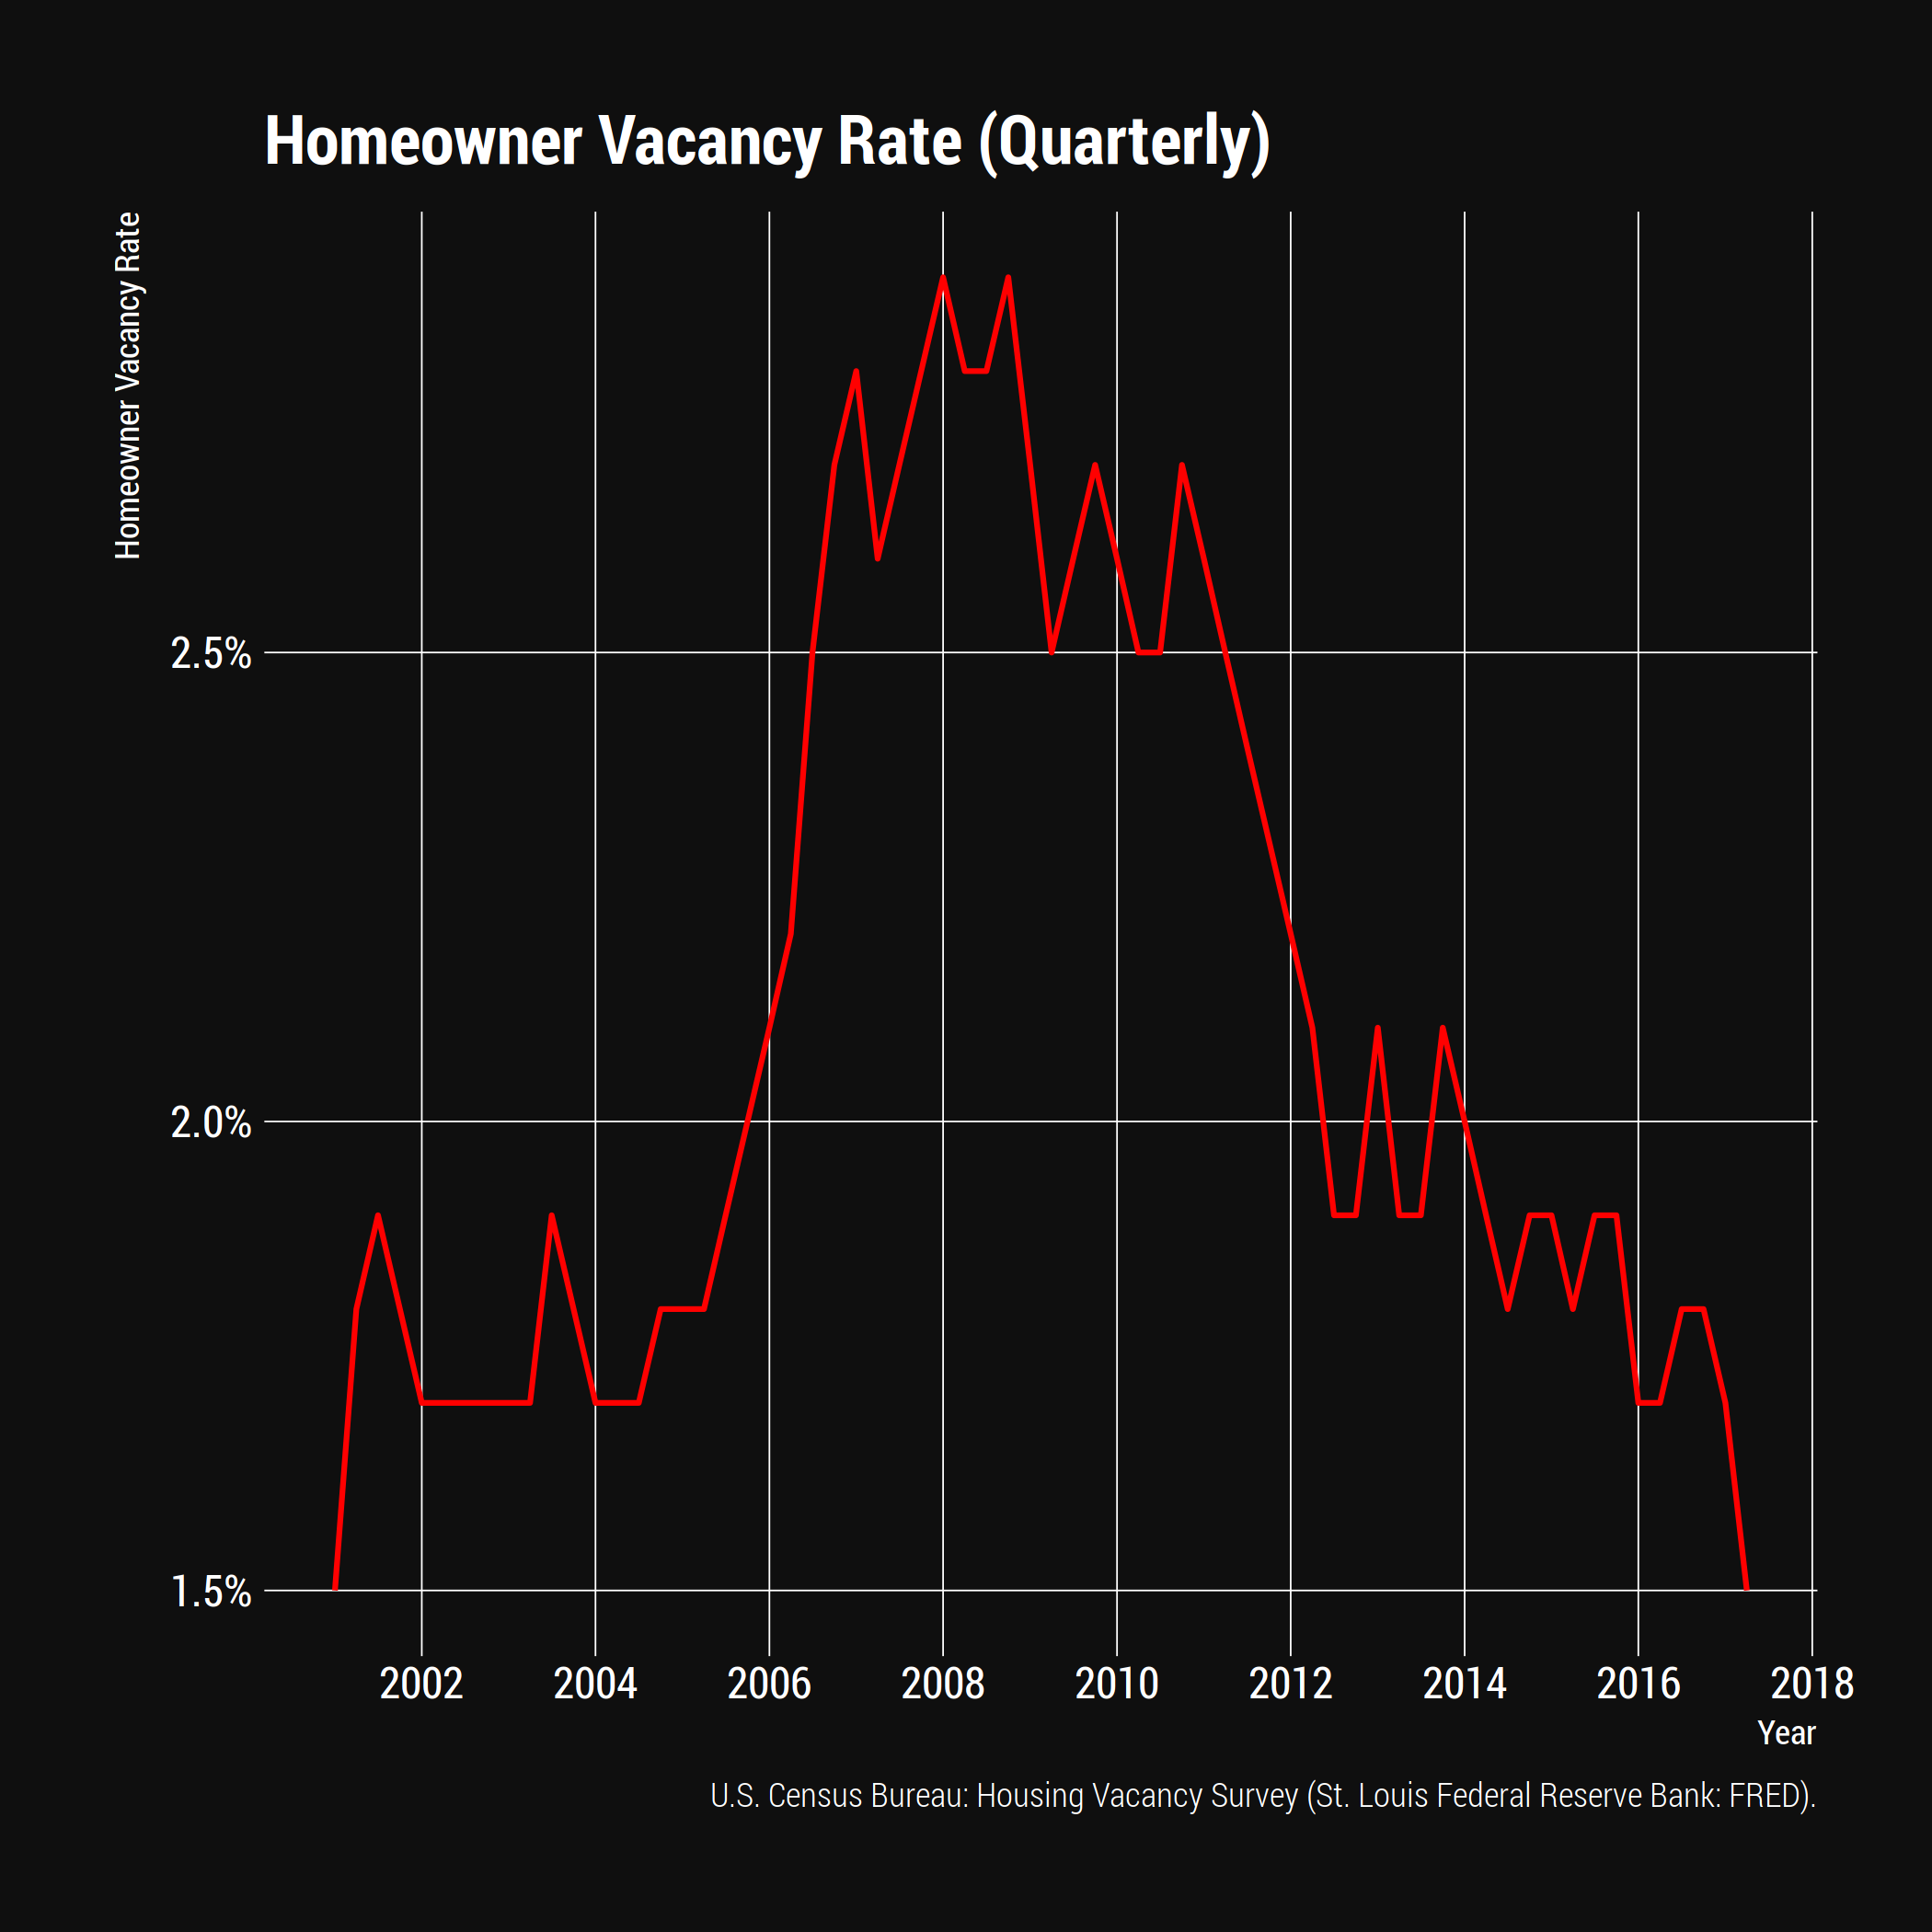 Homeowner Vacancy Rate (Quarterly)
Homeowner Vacancy Rate
2.5%
2.0%
1.5%
2002 2004 2006 2008 2010 2012 2014 2016 2018
Year
U.S. Census Bureau: Housing Vacancy Survey (St. Louis Federal Reserve Bank: FRED).